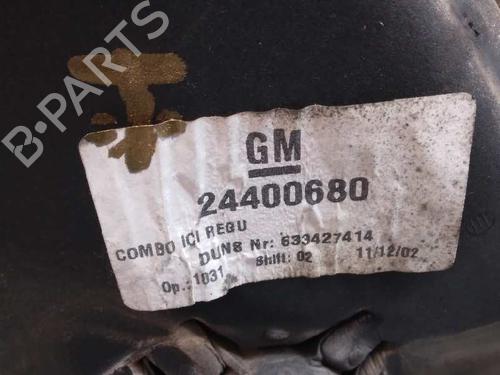 B-PARTS
GM
24400680
COMBO ICI REGU
DUNS Nr: 633427414
Op.: 1031 Shift: 02 11/12/02